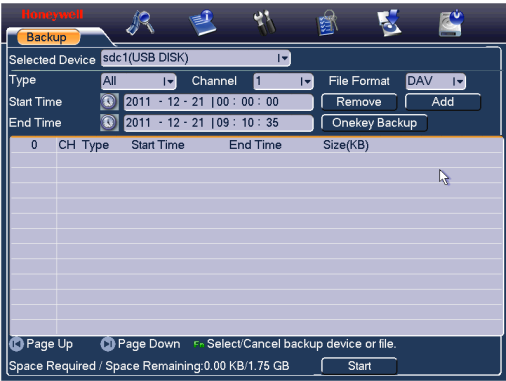 Honeywell
Backup
Selected Device sdc1(USB DISK)
Type All Channel 1 File Format DAV
Start Time 2011 - 12 - 21 |00 : 00 : 00 Remove Add
End Time 2011 - 12 - 21 |09 : 10 : 35 Onekey Backup
0 CH Type Start Time End Time Size(KB)
Page Up Page Down Fn Select/Cancel backup device or file.
Space Required / Space Remaining:0.00 KB/1.75 GB Start